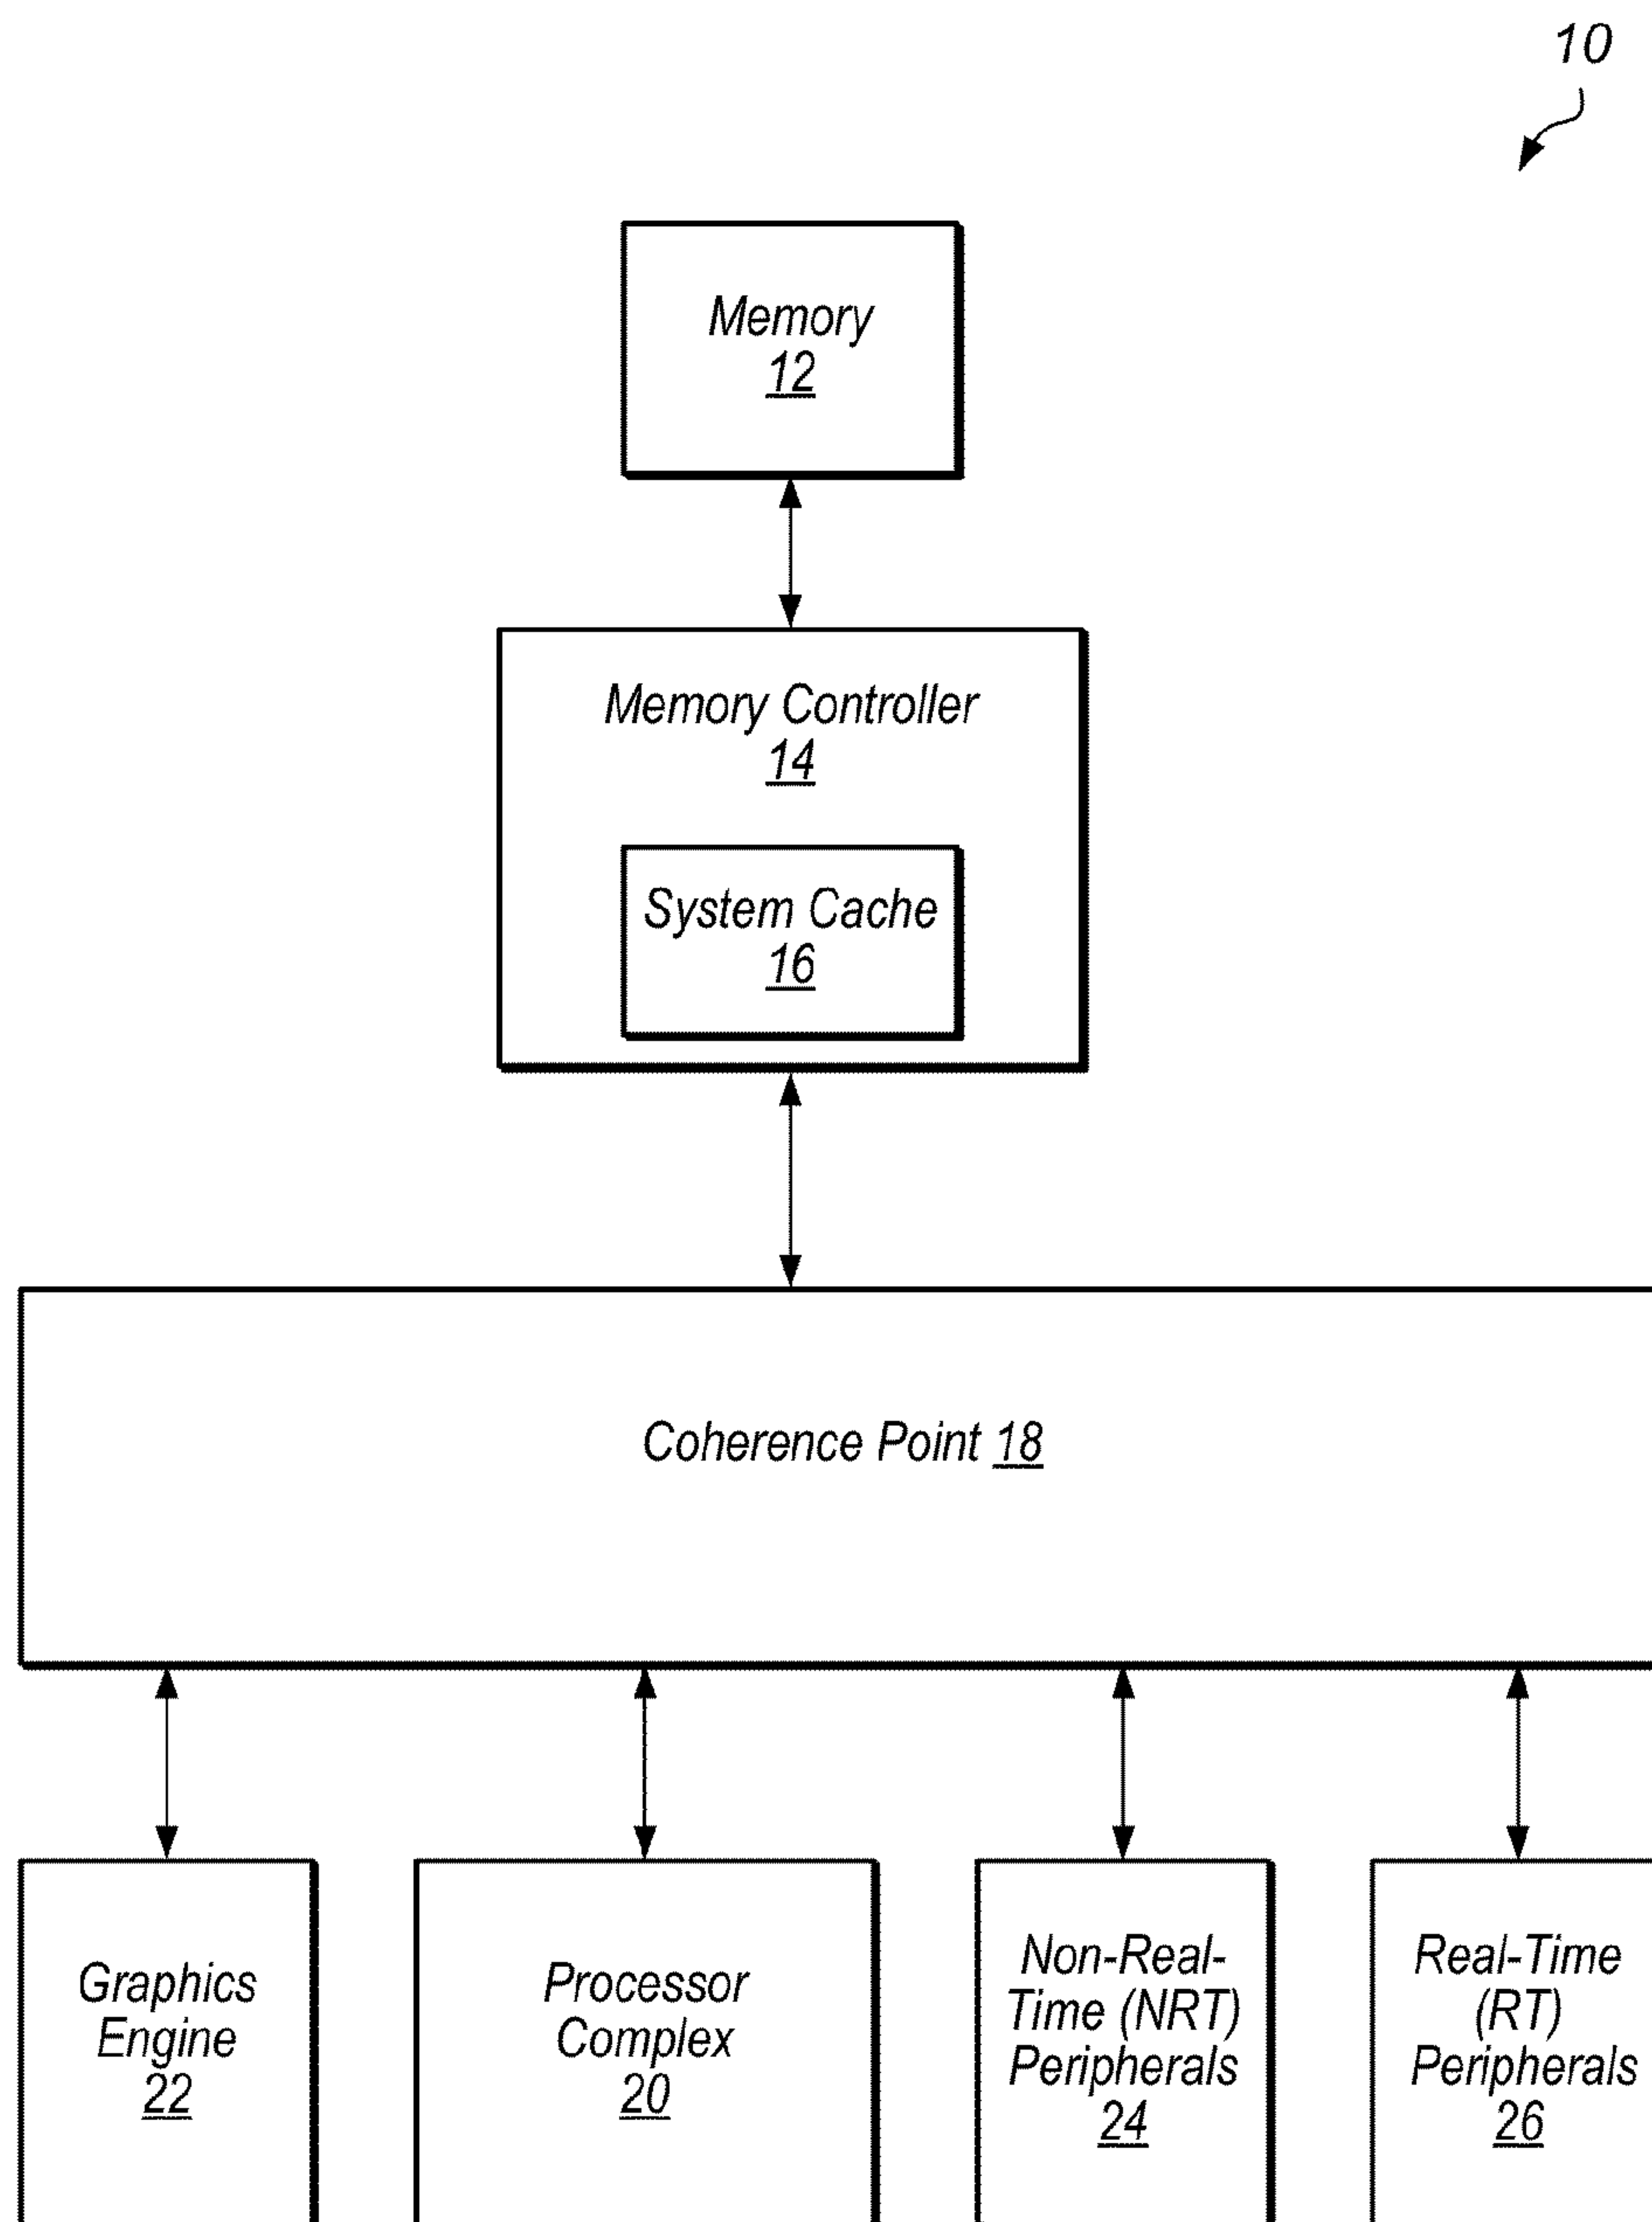 10
Memory
12
Memory Controller
14
System Cache
16
Coherence Point 18
Graphics
Engine
22
Processor
Complex
20
Non-Real-
Time (NRT)
Peripherals
24
Real-Time
(RT)
Peripherals
26